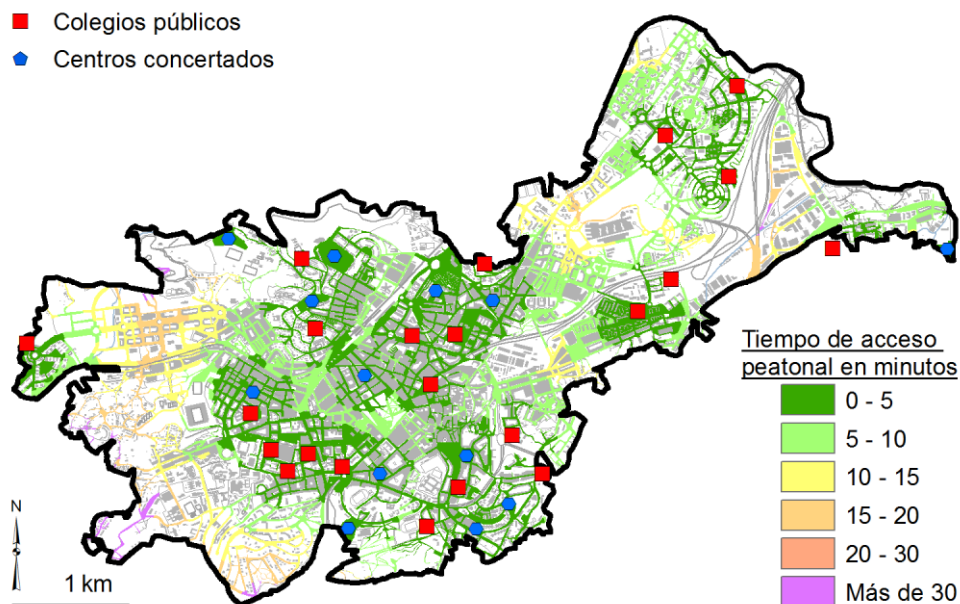 Colegios públicos
Centros concertados
Tiempo de acceso
peatonal en minutos
0 - 5
5 - 10
10 - 15
15 - 20
20 - 30
Más de 30
N
1 km